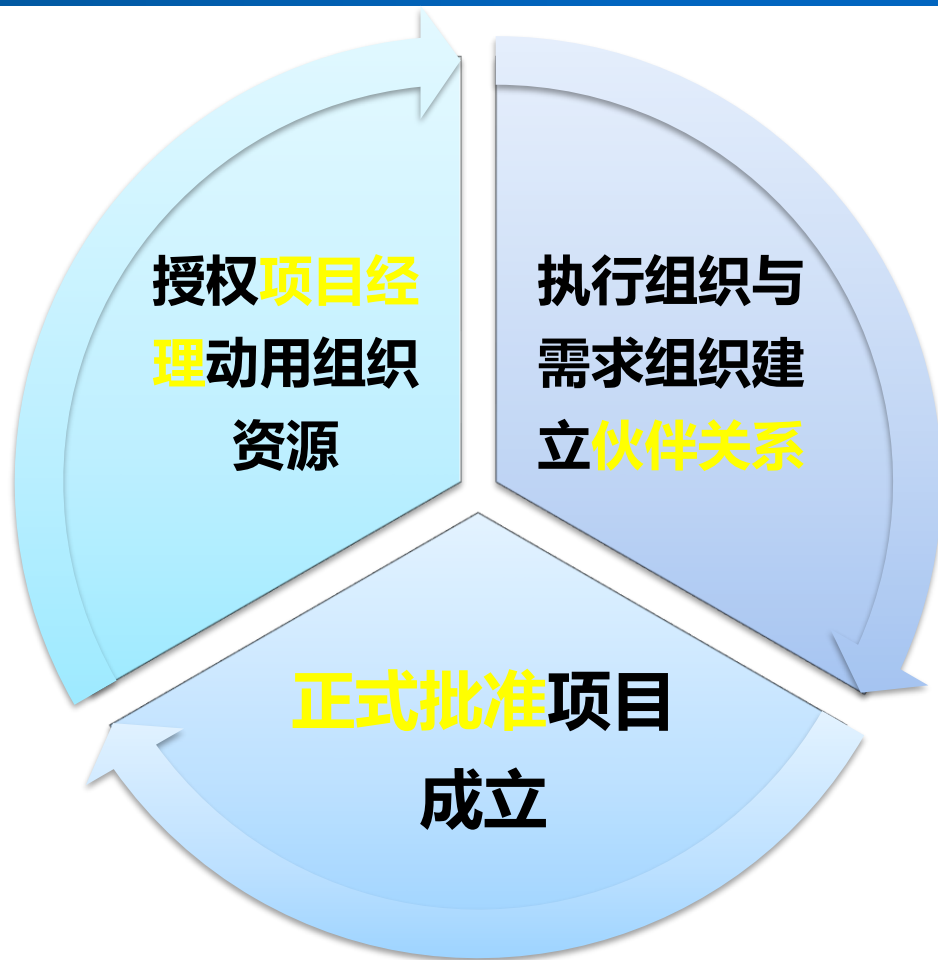 授权项目经
理动用组织
资源
执行组织与
需求组织建
立伙伴关系
正式批准项目
成立